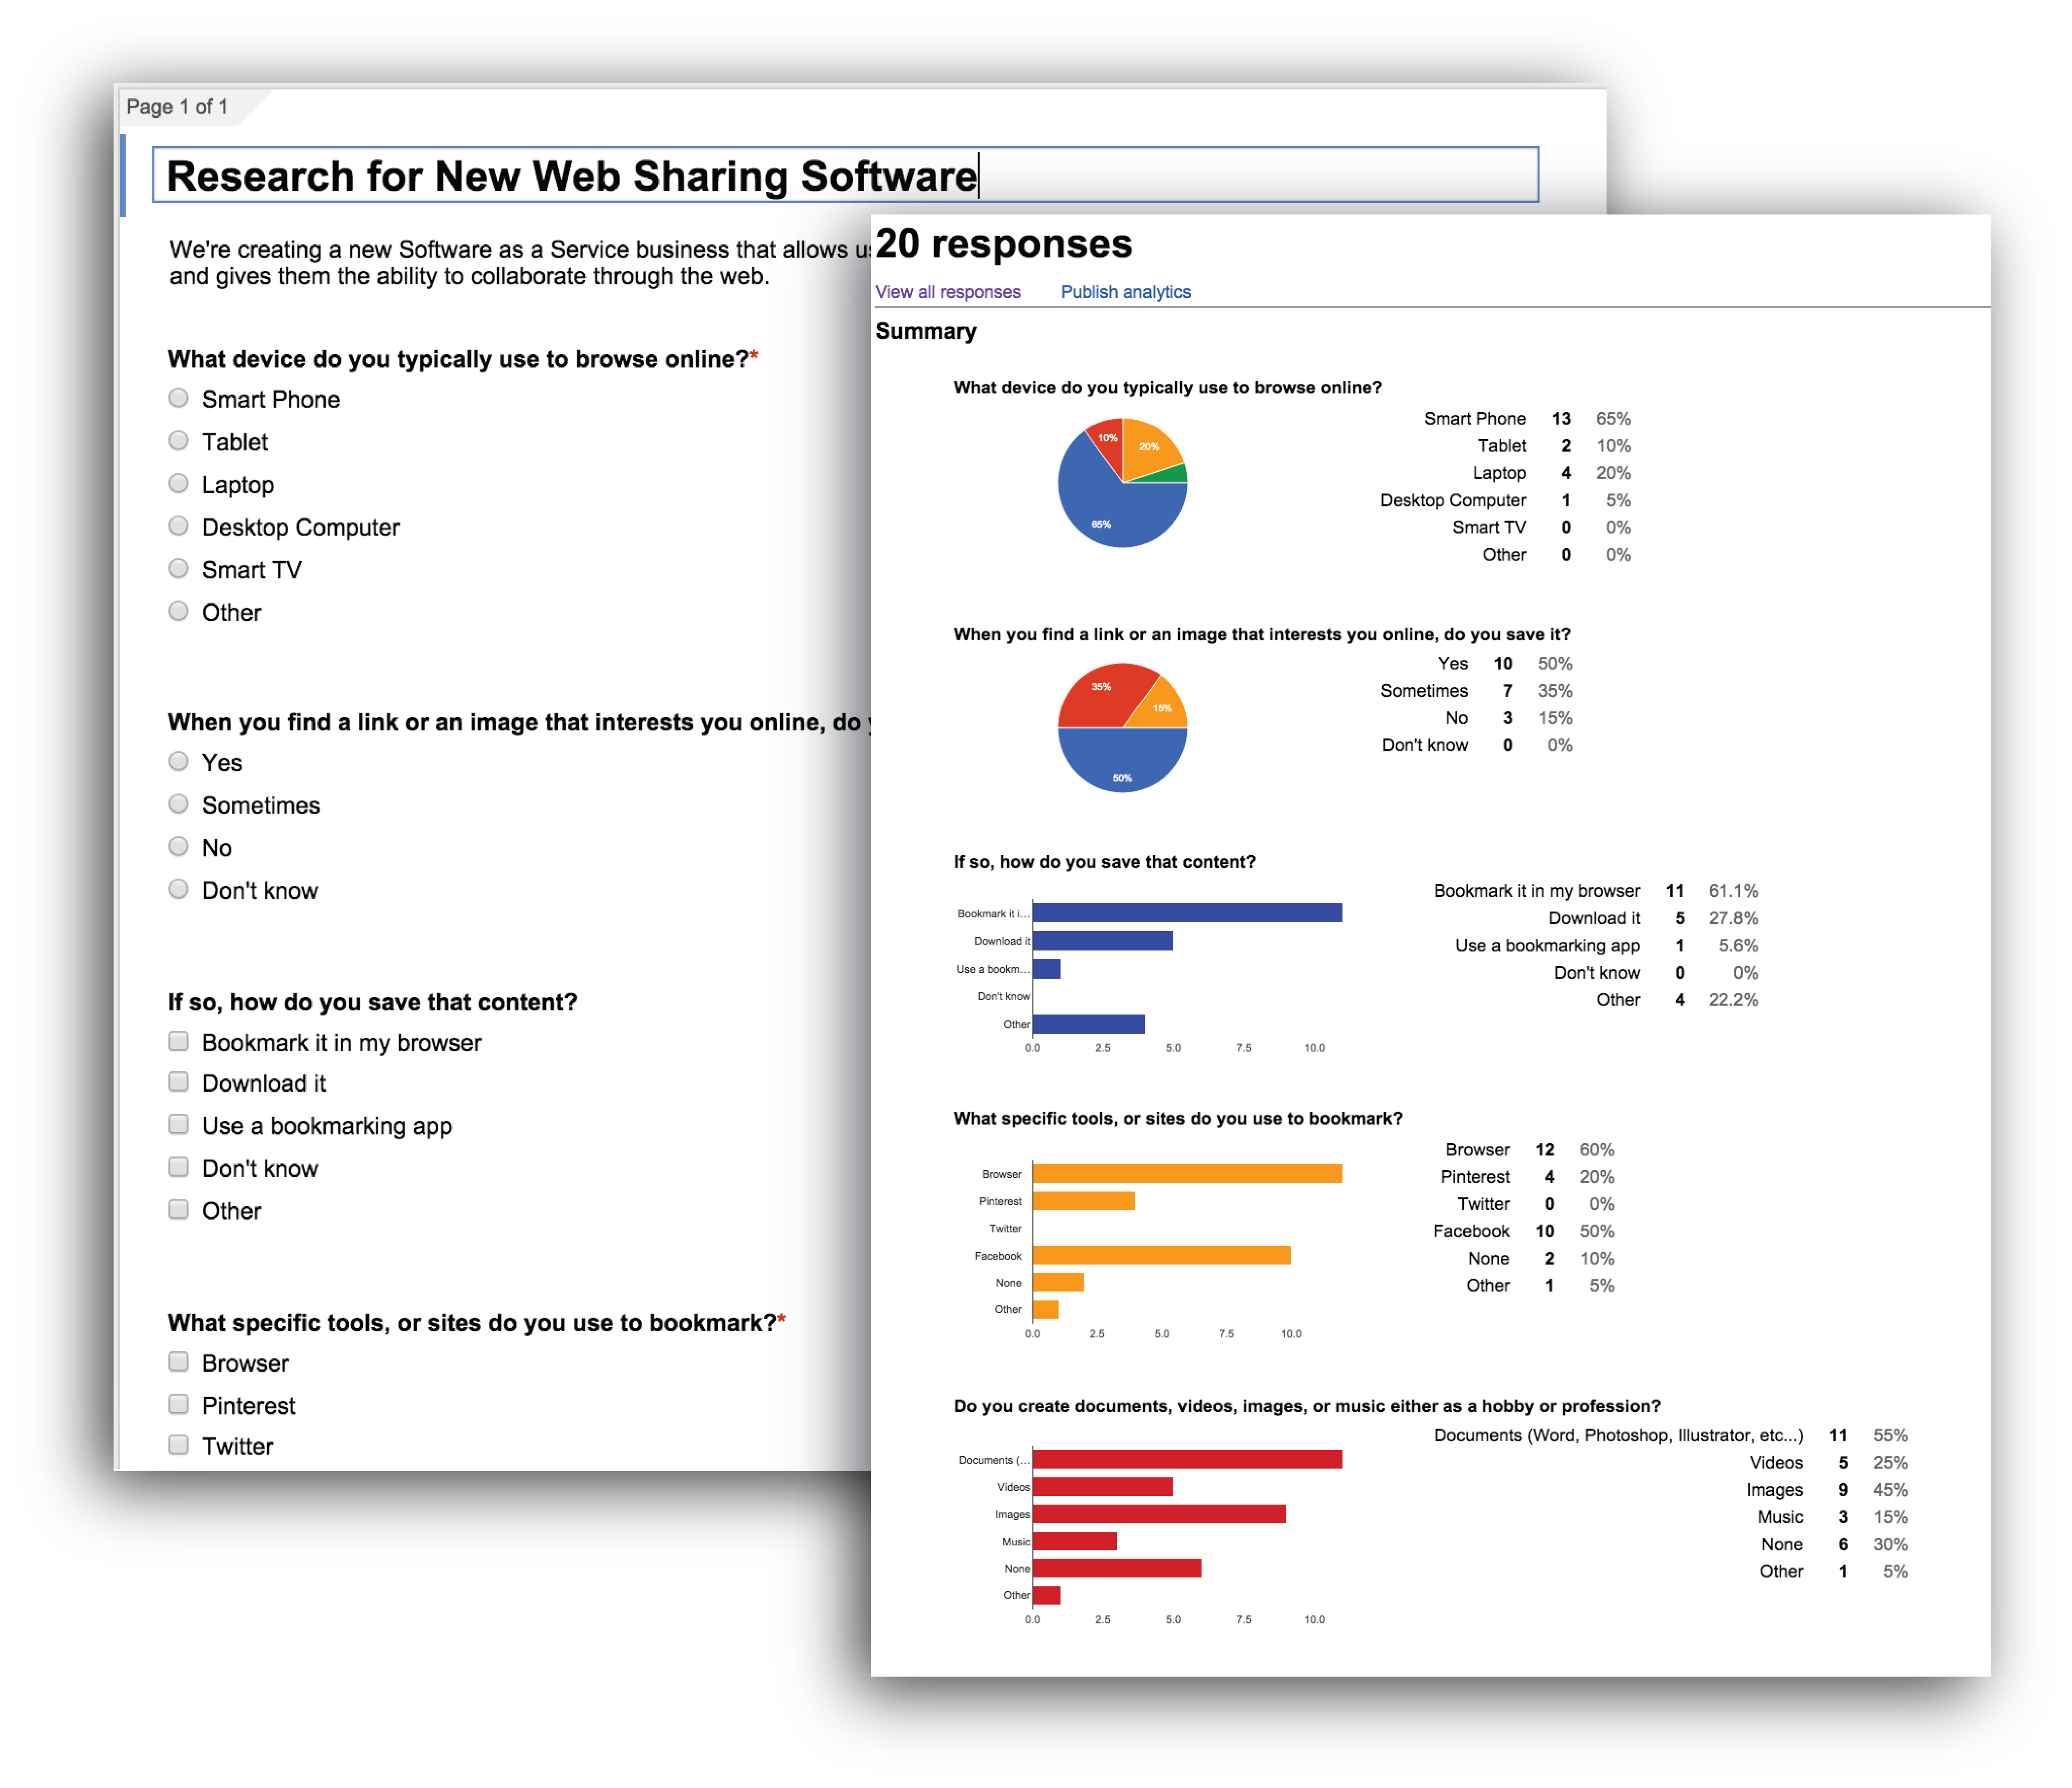 Page 1 of 1
Research for New Web Sharing Software
We're creating a new Software as a Service business that allows
and gives them the ability to collaborate through the web.
What device do you typically use to browse online?*
Smart Phone
Tablet
Laptop
Desktop Computer
Smart TV
Other
When you find a link or an image that interests you online, do
Yes
Sometimes
No
Don't know
If so, how do you save that content?
Bookmark it in my browser
Download it
Use a bookmarking app
Don't know
Other
What specific tools, or sites do you use to bookmark?*
Browser
Pinterest
Twitter
20 responses
View all responses Publish analytics
Summary
What device do you typically use to browse online?
10%
20%
65%
Smart Phone 13 65%
Tablet 2 10%
Laptop 4 20%
Desktop Computer 1 5%
Smart TV 0 0%
Other 0 0%
When you find a link or an image that interests you online, do you save it?
35%
15%
50%
Yes 10 50%
Sometimes 7 35%
No 3 15%
Don't know 0 0%
If so, how do you save that content?
Bookmark it i...
Download it
Use a bookm...
Don't know
Other
0.0 2.5 5.0 7.5 10.0
Bookmark it in my browser 11 61.1%
Download it 5 27.8%
Use a bookmarking app 1 5.6%
Don't know 0 0%
Other 4 22.2%
What specific tools, or sites do you use to bookmark?
Browser
Pinterest
Twitter
Facebook
None
Other
0.0 2.5 5.0 7.5 10.0
Browser 12 60%
Pinterest 4 20%
Twitter 0 0%
Facebook 10 50%
None 2 10%
Other 1 5%
Do you create documents, videos, images, or music either as a hobby or profession?
Documents (...
Videos
Images
Music
None
Other
0.0 2.5 5.0 7.5 10.0
Documents (Word, Photoshop, Illustrator, etc...) 11 55%
Videos 5 25%
Images 9 45%
Music 3 15%
None 6 30%
Other 1 5%